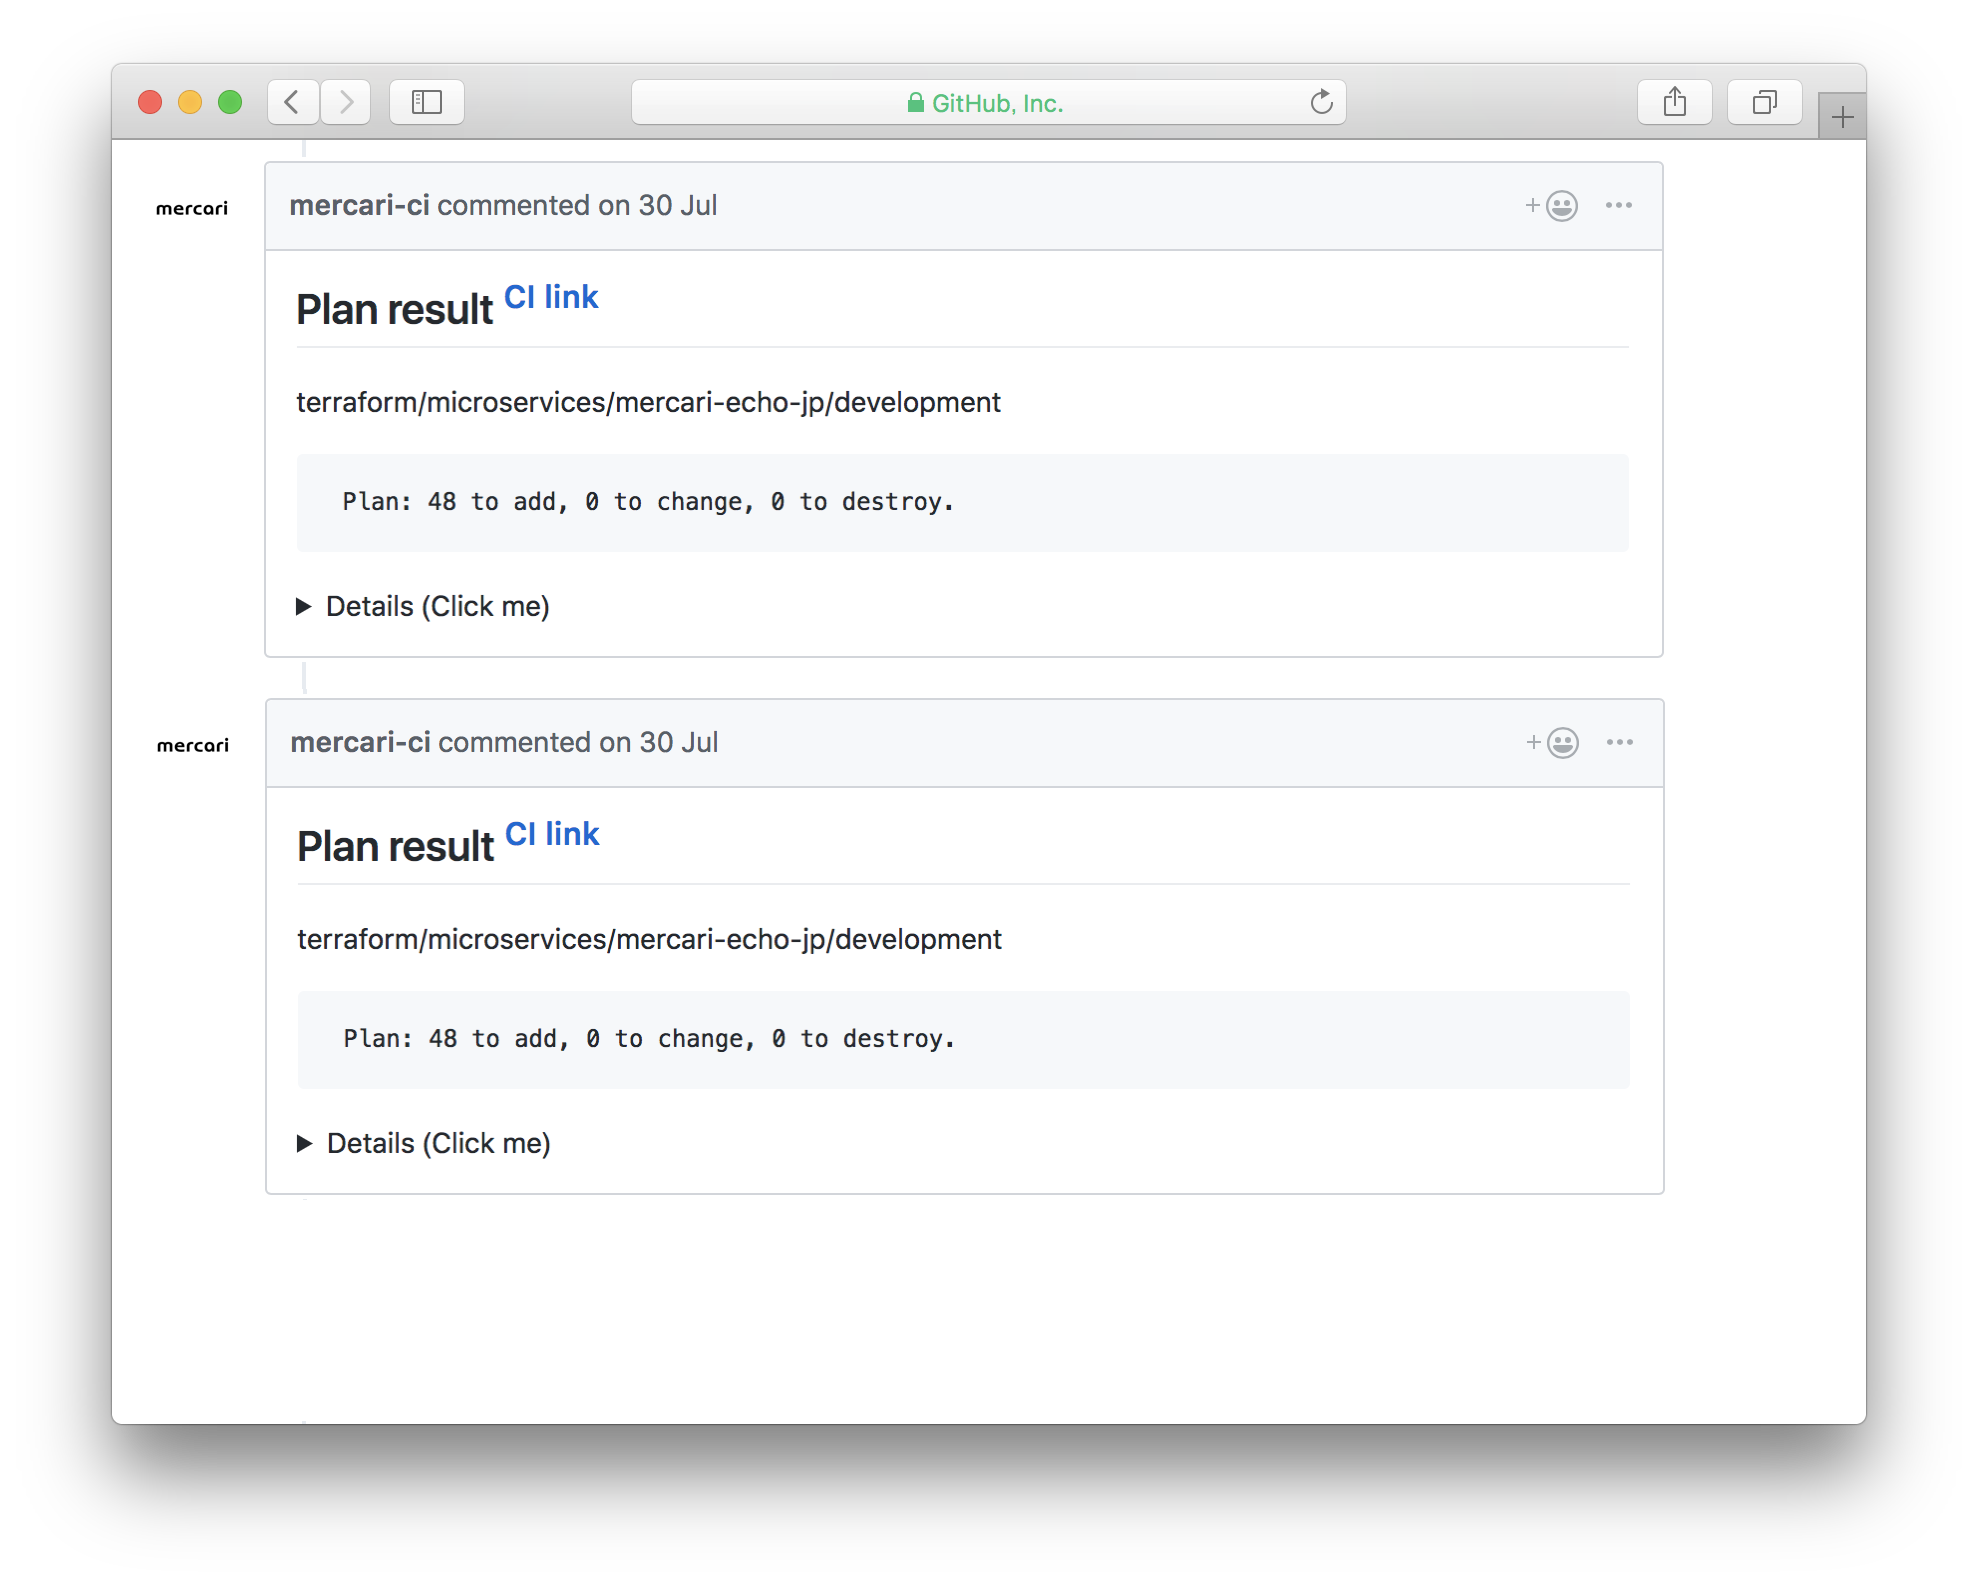 GitHub, Inc.
mercari
mercari-ci commented on 30 Jul
Plan result CI link
terraform/microservices/mercari-echo-jp/development
Plan: 48 to add, 0 to change, 0 to destroy.
Details (Click me)
mercari
mercari-ci commented on 30 Jul
Plan result CI link
terraform/microservices/mercari-echo-jp/development
Plan: 48 to add, 0 to change, 0 to destroy.
Details (Click me)